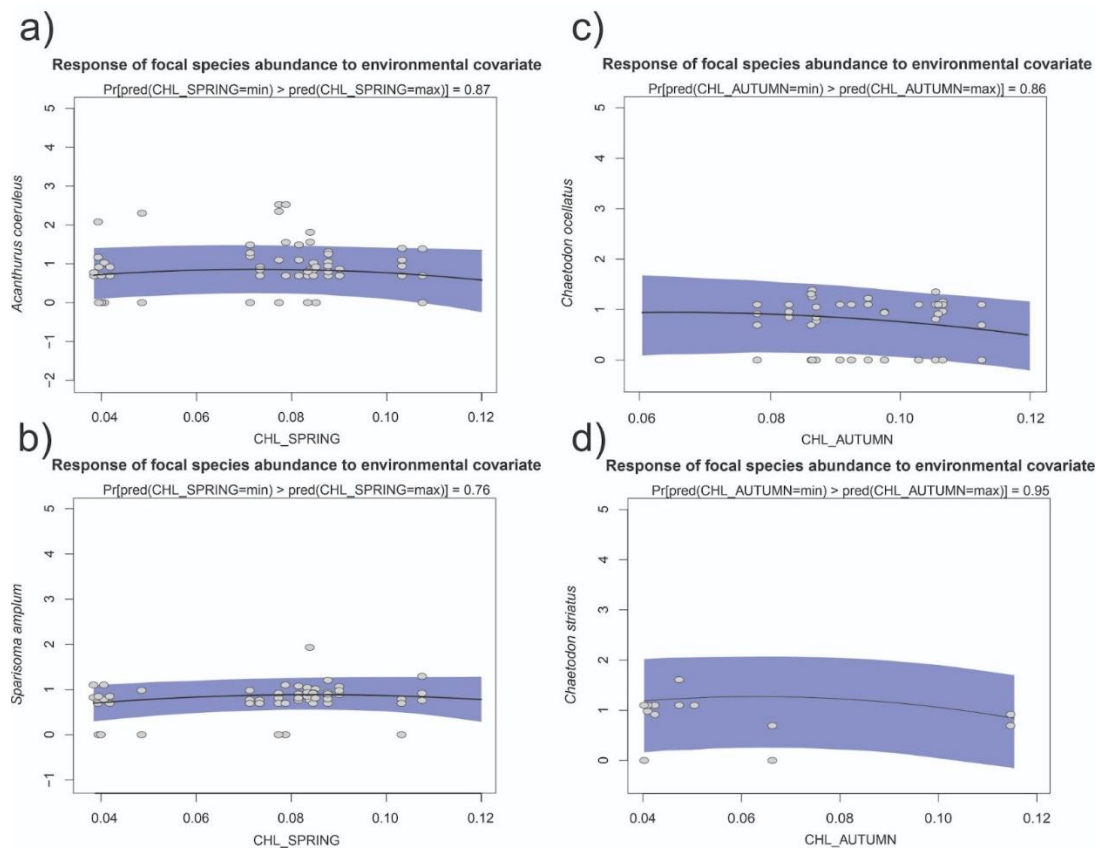 a)
Response of focal species abundance to environmental covariate
Pr[pred(CHL_SPRING=min) > pred(CHL_SPRING=max)] = 0.87
5
4
3
2
1
0
−1
−2
Acanthurus coeruleus
0.04 0.06 0.08 0.10 0.12
CHL_SPRING
b)
Response of focal species abundance to environmental covariate
Pr[pred(CHL_SPRING=min) > pred(CHL_SPRING=max)] = 0.76
5
4
3
2
1
0
−1
Sparisoma amplum
0.04 0.06 0.08 0.10 0.12
CHL_SPRING
c)
Response of focal species abundance to environmental covariate
Pr[pred(CHL_AUTUMN=min) > pred(CHL_AUTUMN=max)] = 0.86
5
4
3
2
1
0
Chaetodon ocellatus
0.06 0.08 0.10 0.12
CHL_AUTUMN
d)
Response of focal species abundance to environmental covariate
Pr[pred(CHL_AUTUMN=min) > pred(CHL_AUTUMN=max)] = 0.95
5
4
3
2
1
0
Chaetodon striatus
0.04 0.06 0.08 0.10 0.12
CHL_AUTUMN